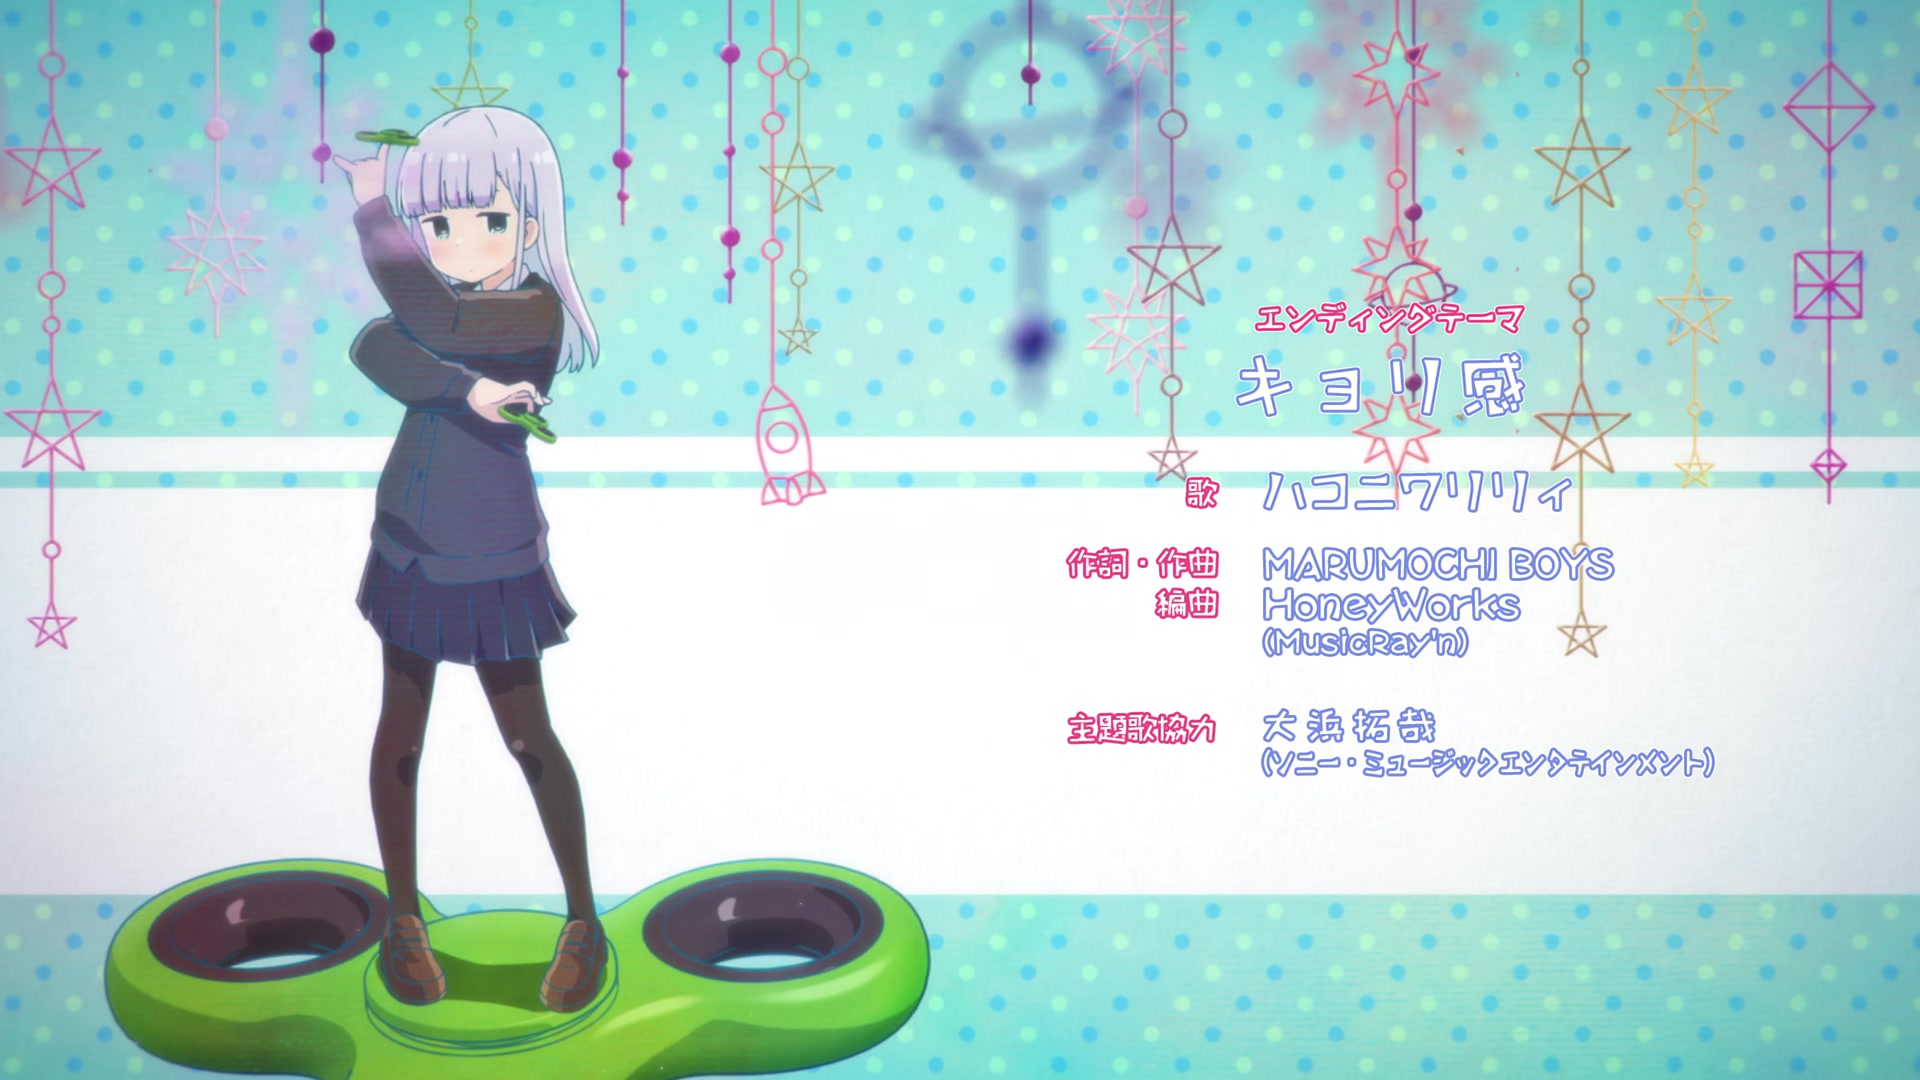 エンディングテーマ
キョリ感
歌 ハコニワリリィ
作詞・作曲 MARUMOCHI BOYS
編曲 HoneyWorks
(MusicRay'n)
主題歌協力 大浜拓哉
(ソニー・ミュージックエンタテインメント)